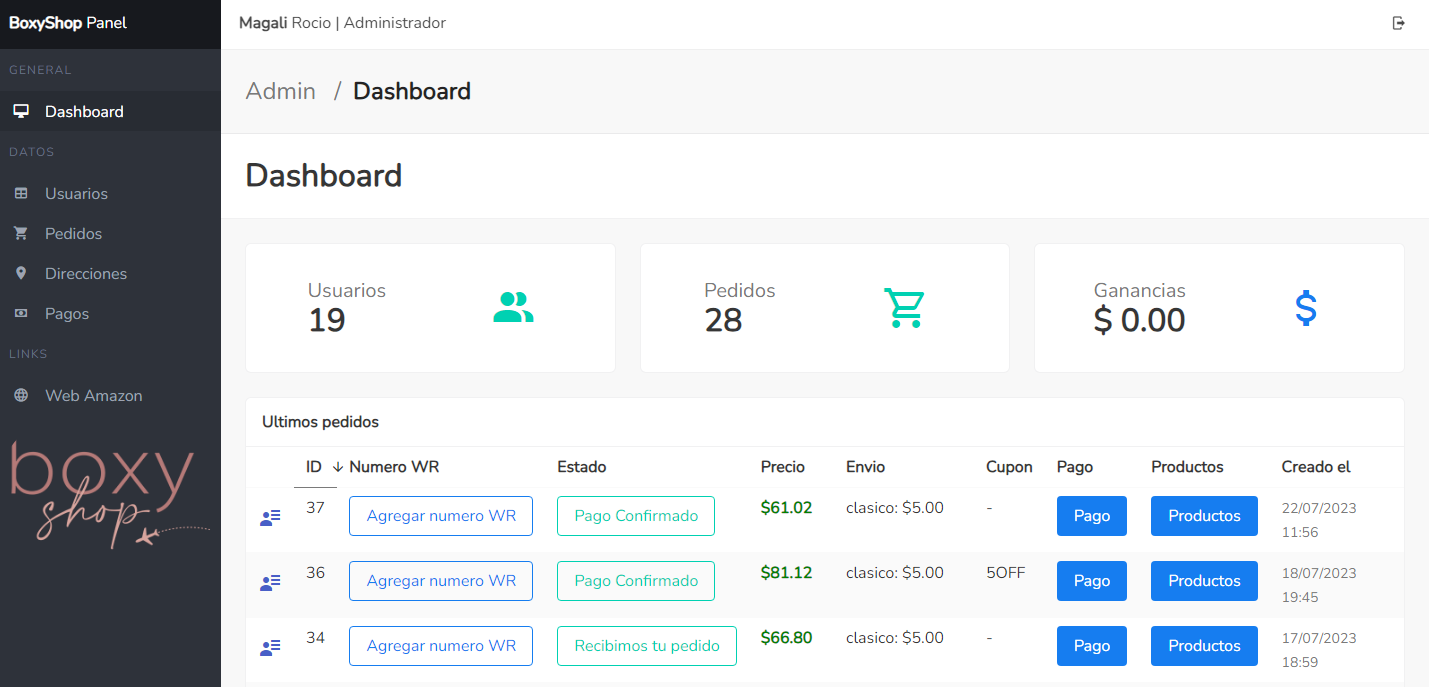 BoxyShop Panel
Magali Rocio | Administrador
GENERAL
Dashboard
DATOS
Usuarios
Pedidos
Direcciones
Pagos
LINKS
Web Amazon
boxy
shop
Admin / Dashboard
Dashboard
Usuarios
19
Pedidos
28
Ganancias
$ 0.00
Ultimos pedidos
ID Numero WR Estado Precio Envio Cupon Pago Productos Creado el
37 Agregar numero WR Pago Confirmado $61.02 clasico: $5.00 - Pago Productos 22/07/2023
11:56
36 Agregar numero WR Pago Confirmado $81.12 clasico: $5.00 5OFF Pago Productos 18/07/2023
19:45
34 Agregar numero WR Recibimos tu pedido $66.80 clasico: $5.00 - Pago Productos 17/07/2023
18:59